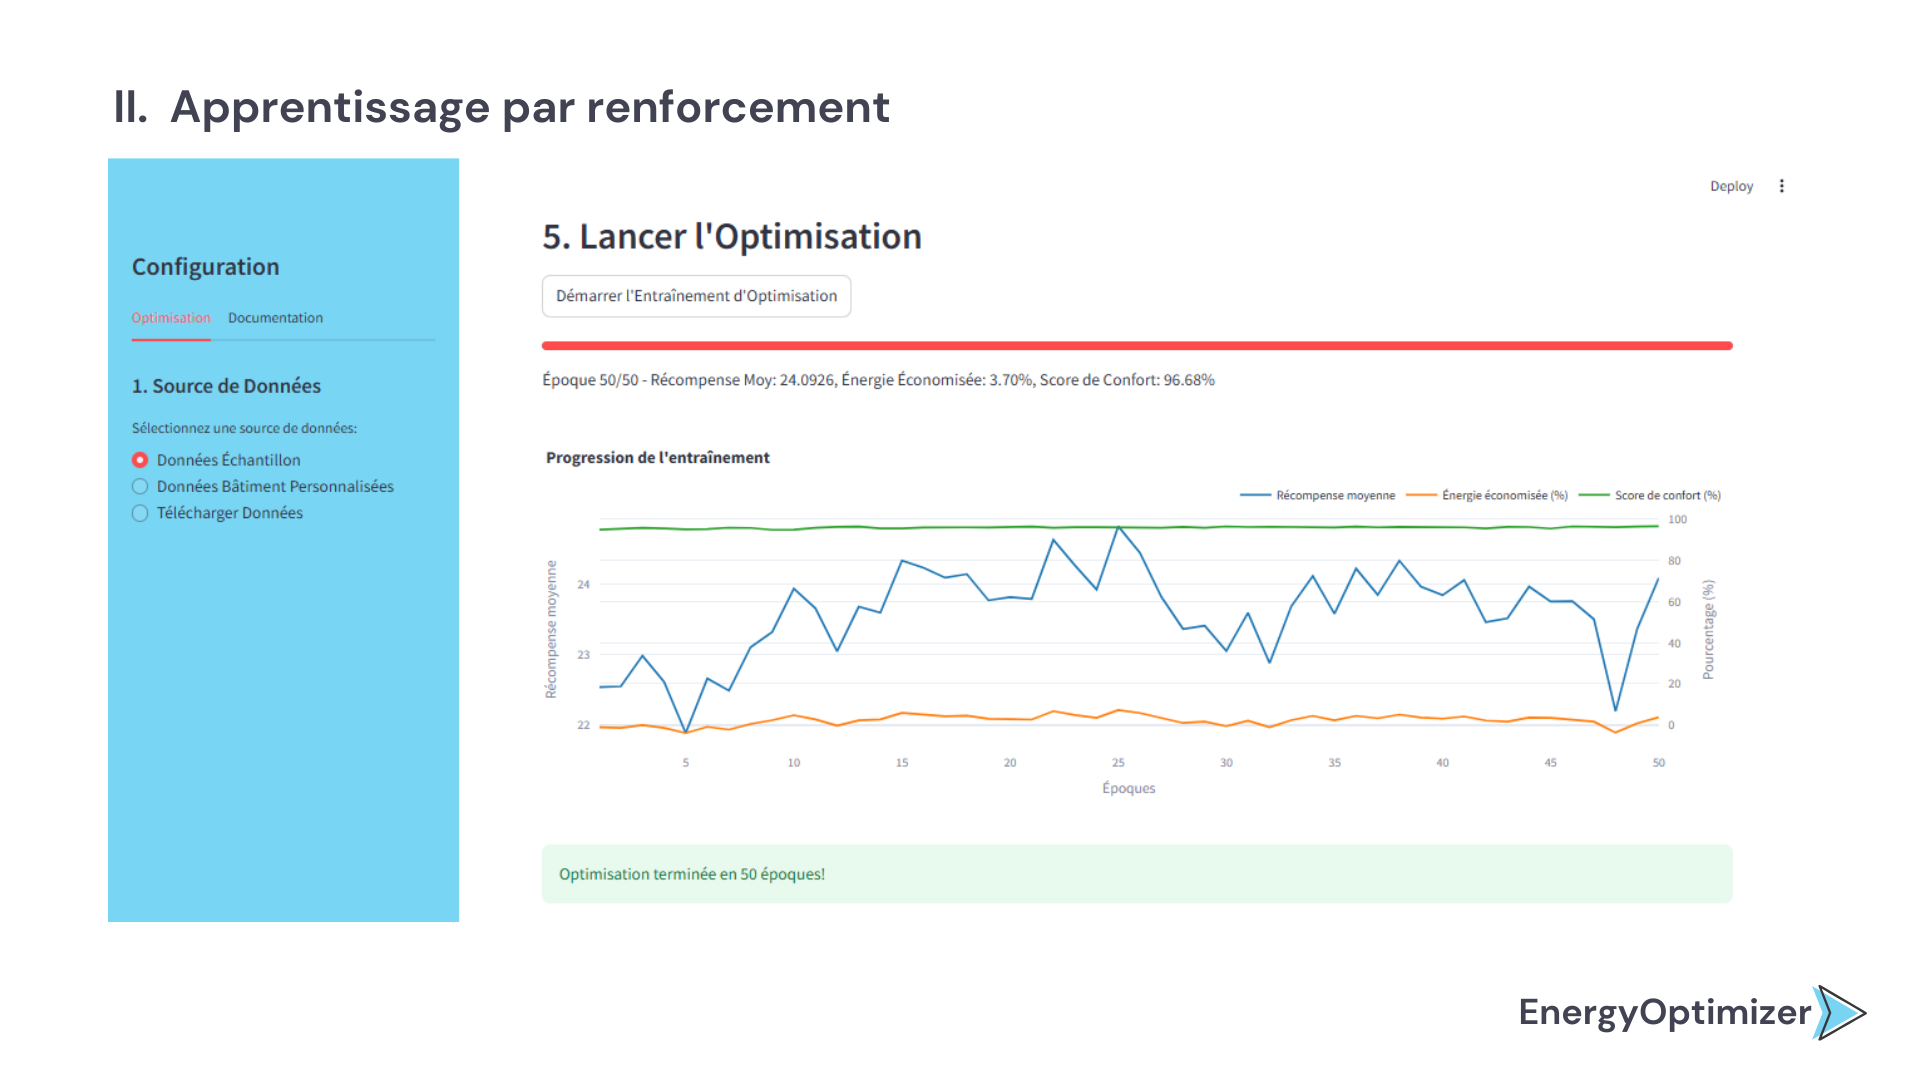 II. Apprentissage par renforcement
Configuration
Optimisation Documentation
1. Source de Données
Sélectionnez une source de données:
Données Échantillon
Données Bâtiment Personnalisées
Télécharger Données
Deploy
5. Lancer l'Optimisation
Démarrer l'Entraînement d'Optimisation
Époque 50/50 - Récompense Moy: 24.0926, Énergie Économisée: 3.70%, Score de Confort: 96.68%
Progression de l'entraînement
Récompense moyenne Énergie économisée (%) Score de confort (%)
Récompense moyenne
24
23
22
100
80
60
40
20
0
Pourcentage (%)
5 10 15 20 25 30 35 40 45 50
Époques
Optimisation terminée en 50 époques!
EnergyOptimizer